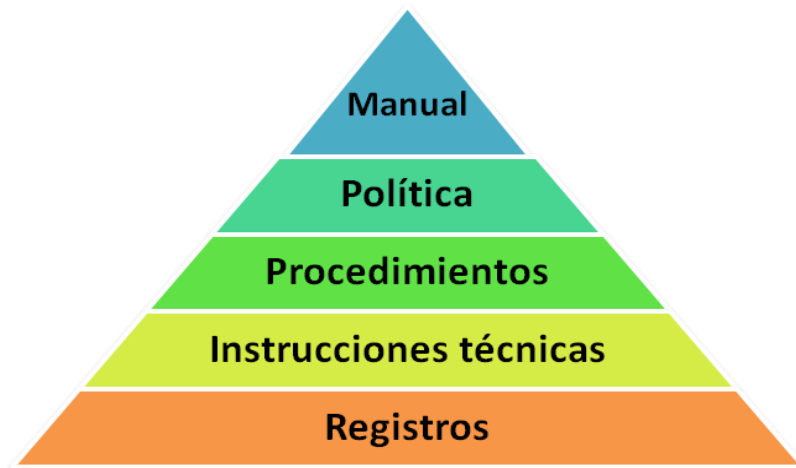 Manual
Política
Procedimientos
Instrucciones técnicas
Registros